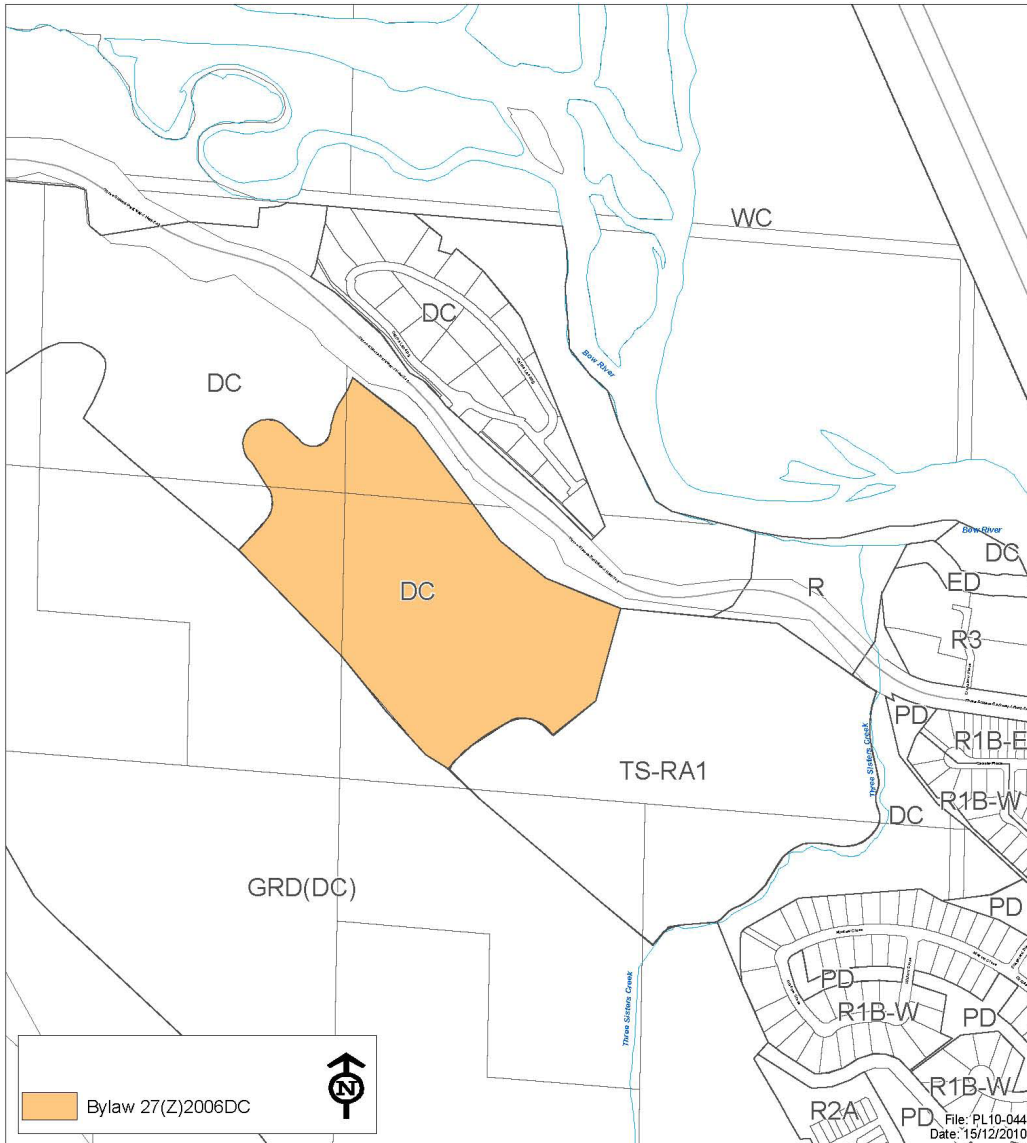 WC
DC
DC
Bow River
Bow River
DC
DC
ED
R
R3
PD
R1B-E
TS-RA1
Three Sisters Creek
R1B-W
DC
GRD(DC)
PD
PD
R1B-W
PD
Three Sisters Creek
R1B-W
R2A
PD
N
Bylaw 27(Z)2006DC
File: PL10-044
Date: 15/12/2010